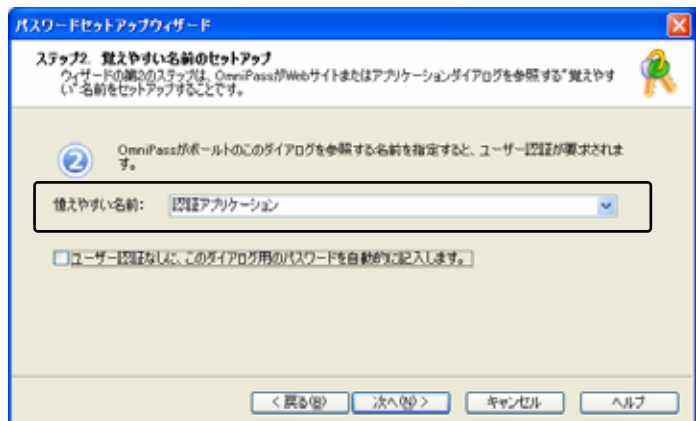 パスワードセットアップウィザード
ステップ2. 覚えやすい名前のセットアップ
ウィザードの第2のステップは、OmniPassがWebサイトまたはアプリケーションダイアログを参照する"覚えやす
い"名前をセットアップすることです。
2
OmniPassがボールトのこのダイアログを参照する名前を指定すると、ユーザー認証が要求されま
す。
憶えやすい名前: 認証アプリケーション
ユーザー認証なしに、このダイアログ用のパスワードを自動的に記入します。
< 戻る(B) 次へ(N) > キャンセル ヘルプ